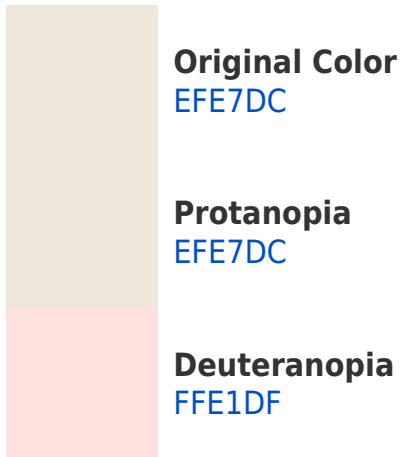 Original Color
EFE7DC
Protanopia
EFE7DC
Deuteranopia
FFE1DF